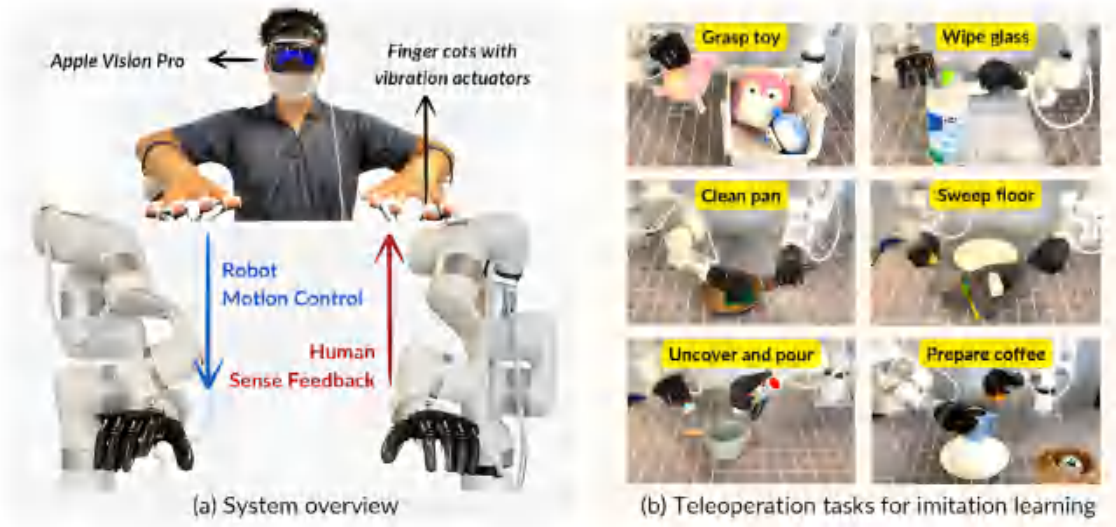 Apple Vision Pro
Finger cots with
vibration actuators
Robot
Motion Control
Human
Sense Feedback
(a) System overview
Grasp toy
Wipe glass
Clean pan
Sweep floor
Uncover and pour
Prepare coffee
(b) Teleoperation tasks for imitation learning